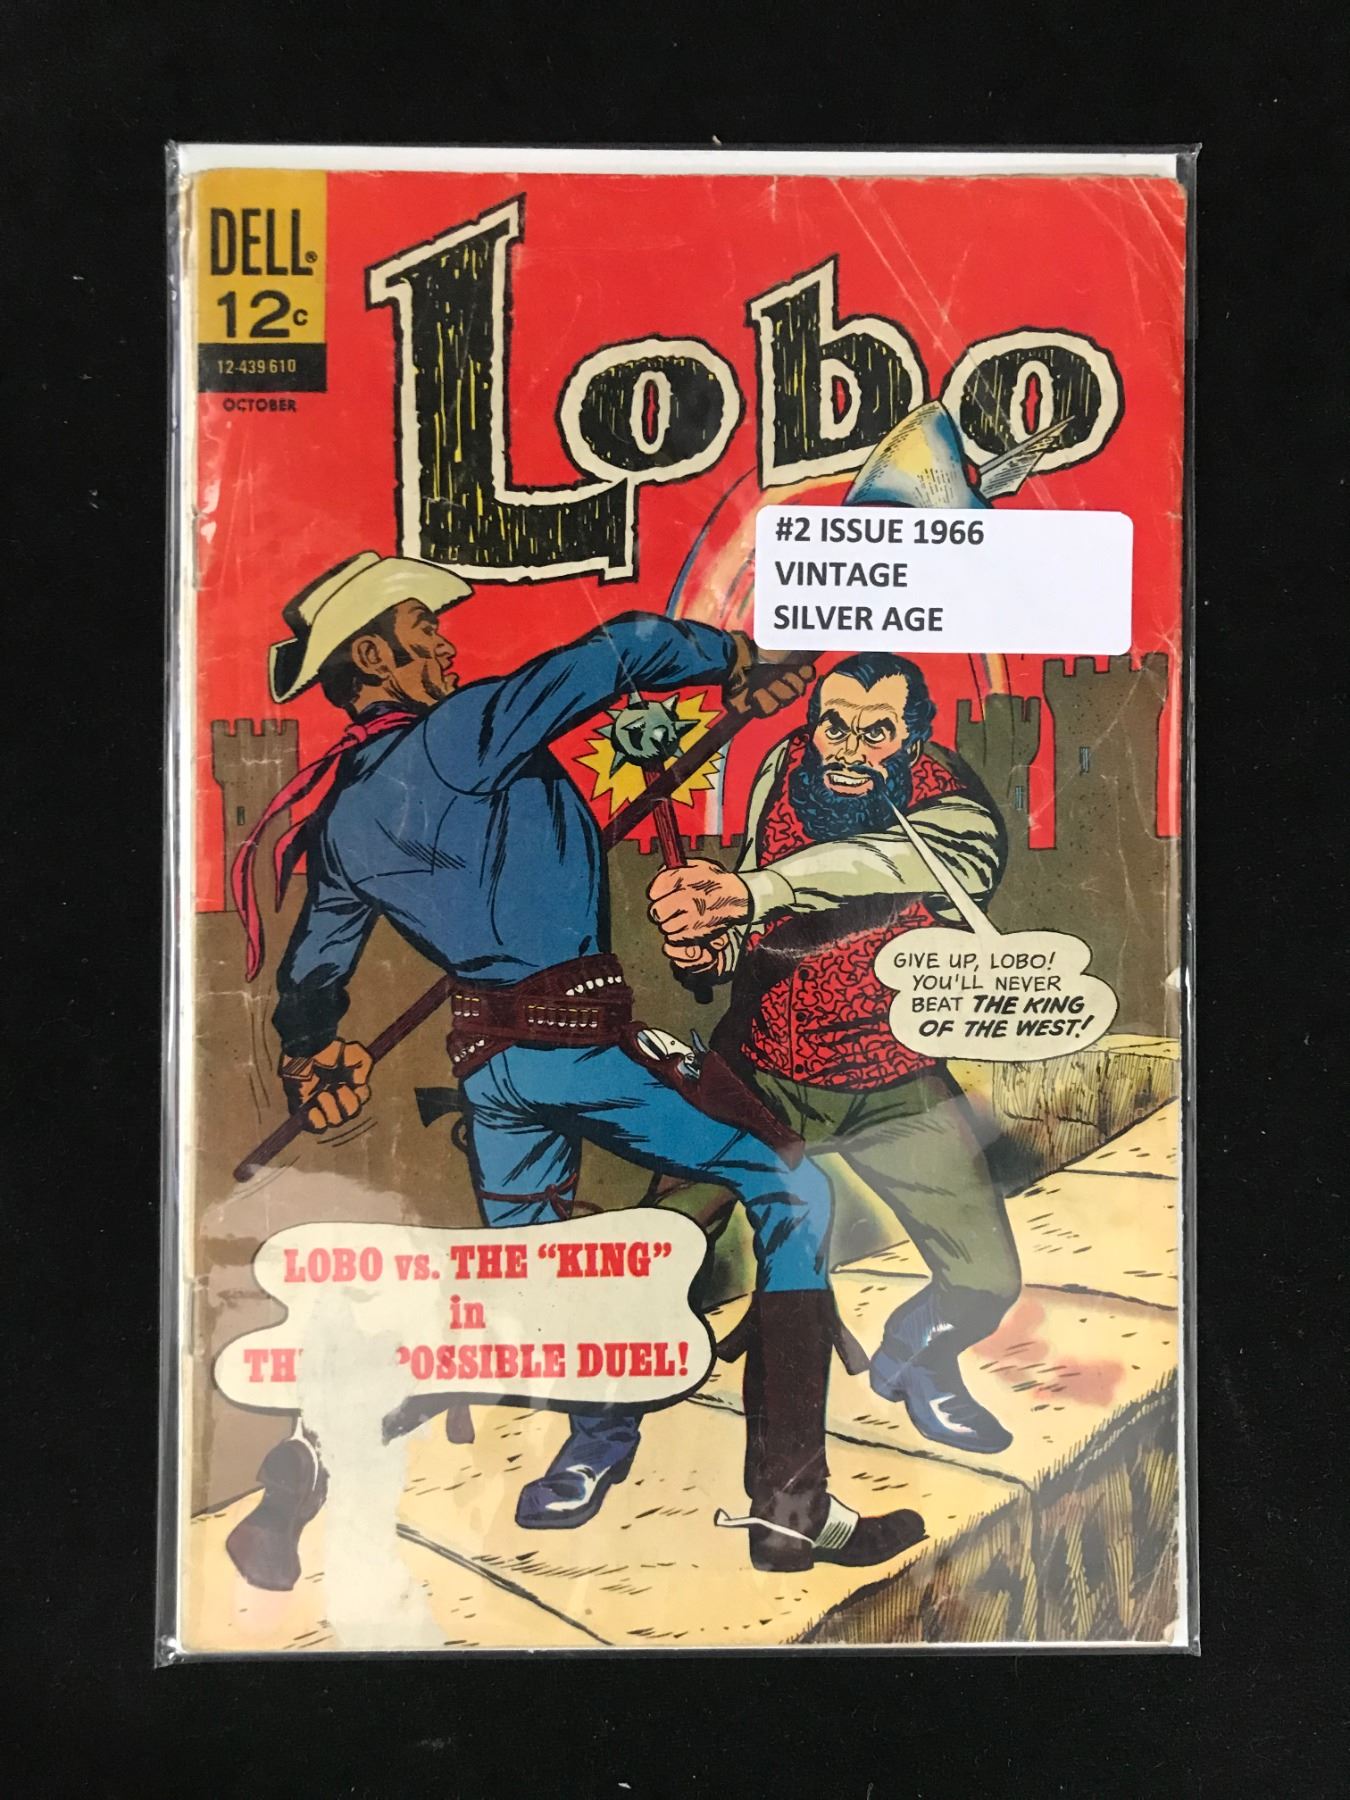 DELL®
12c
12-439 610
OCTOBER
Lobo
#2 ISSUE 1966
VINTAGE
SILVER AGE
GIVE UP, LOBO!
YOU'LL NEVER
BEAT THE KING
OF THE WEST!
LOBO vs. THE “KING”
in
DUEL!